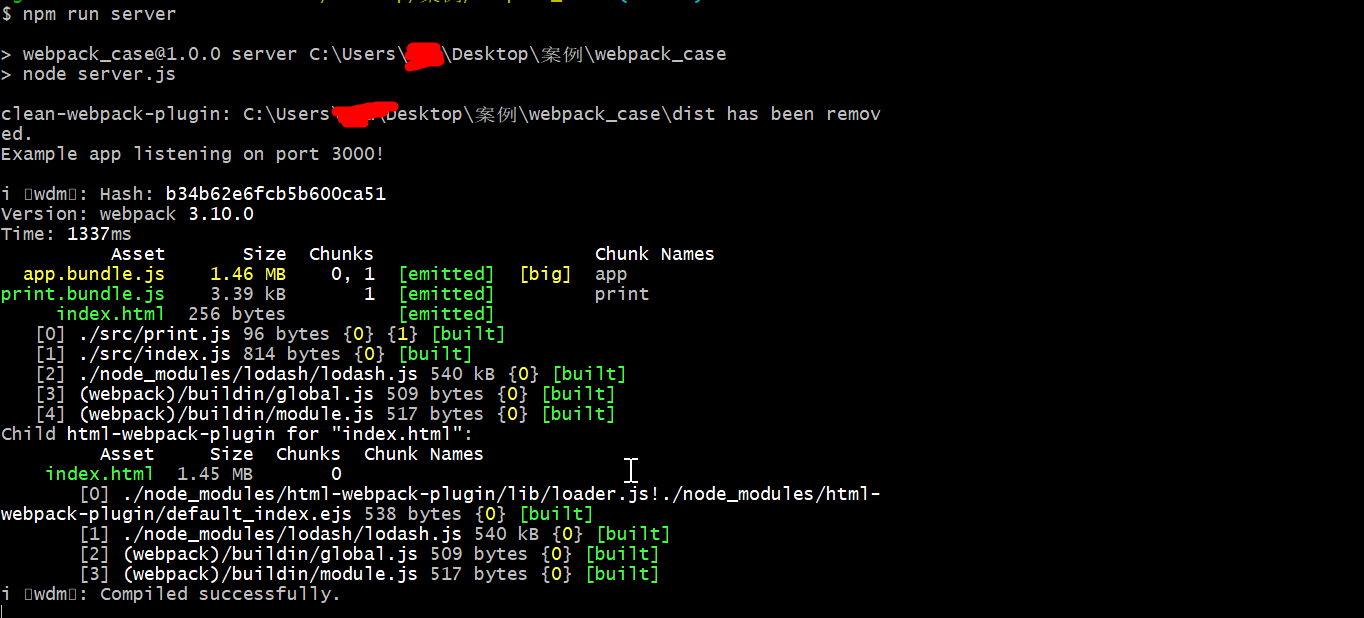 $ npm run server
> webpack_case@1.0.0 server C:\Users\ \Desktop\案例\webpack_case
> node server.js
clean-webpack-plugin: C:\Users \Desktop\案例\webpack_case\dist has been remov
ed.
Example app listening on port 3000!
i 「wdm」: Hash: b34b62e6fcb5b600ca51
Version: webpack 3.10.0
Time: 1337ms
Asset Size Chunks Chunk Names
app.bundle.js 1.46 MB 0, 1 [emitted] [big] app
print.bundle.js 3.39 kB 1 [emitted] print
index.html 256 bytes [emitted]
[0] ./src/print.js 96 bytes {0} {1} [built]
[1] ./src/index.js 814 bytes {0} [built]
[2] ./node_modules/lodash/lodash.js 540 kB {0} [built]
[3] (webpack)/buildin/global.js 509 bytes {0} [built]
[4] (webpack)/buildin/module.js 517 bytes {0} [built]
Child html-webpack-plugin for "index.html":
Asset Size Chunks Chunk Names
index.html 1.45 MB 0
[0] ./node_modules/html-webpack-plugin/lib/loader.js!./node_modules/html-
webpack-plugin/default_index.ejs 538 bytes {0} [built]
[1] ./node_modules/lodash/lodash.js 540 kB {0} [built]
[2] (webpack)/buildin/global.js 509 bytes {0} [built]
[3] (webpack)/buildin/module.js 517 bytes {0} [built]
i 「wdm」: Compiled successfully.